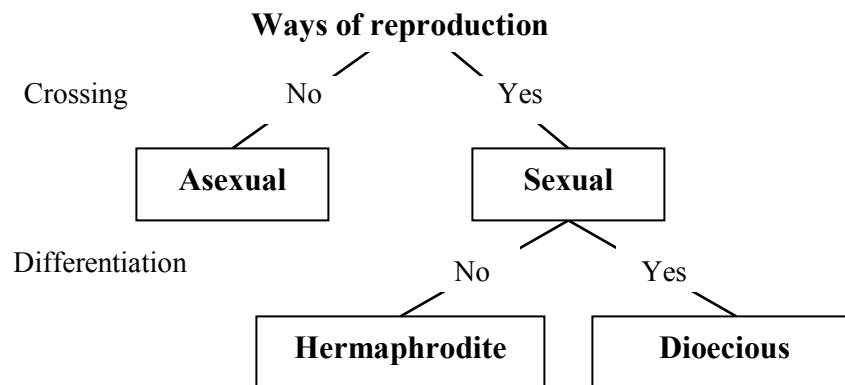 Ways of reproduction
Crossing No Yes
Asexual Sexual
Differentiation No Yes
Hermaphrodite Dioecious